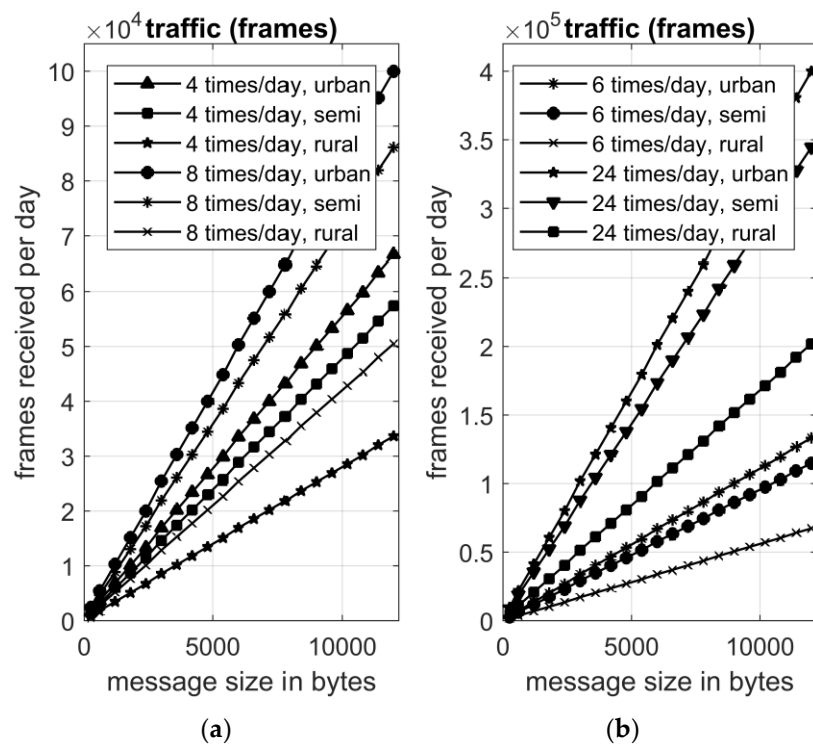 ×10⁴ traffic (frames)
10
9
8
7
6
5
4
3
2
1
0
4 times/day, urban
4 times/day, semi
4 times/day, rural
8 times/day, urban
8 times/day, semi
8 times/day, rural
frames received per day
0 5000 10000
message size in bytes
(a)
×10⁵ traffic (frames)
4
3.5
3
2.5
2
1.5
1
0.5
0
6 times/day, urban
6 times/day, semi
6 times/day, rural
24 times/day, urban
24 times/day, semi
24 times/day, rural
frames received per day
0 5000 10000
message size in bytes
(b)